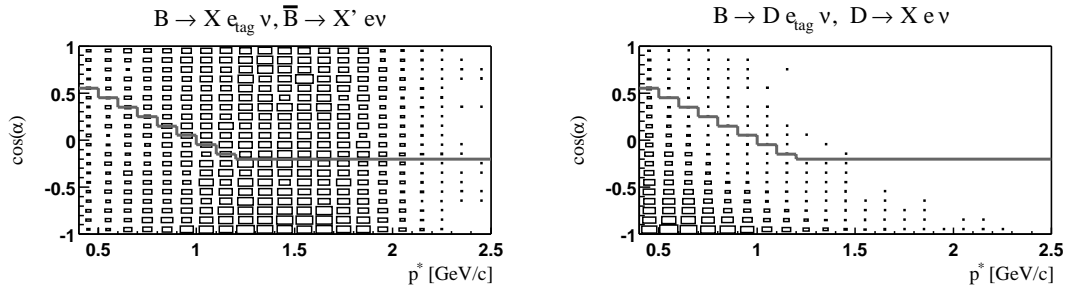 B → X e_tag ν, B̅ → X' eν
1
0.5
0
-0.5
-1
cos(α)
0.5 1 1.5 2 2.5
p* [GeV/c]
B → D e_tag ν, D → X e ν
1
0.5
0
-0.5
-1
cos(α)
0.5 1 1.5 2 2.5
p* [GeV/c]